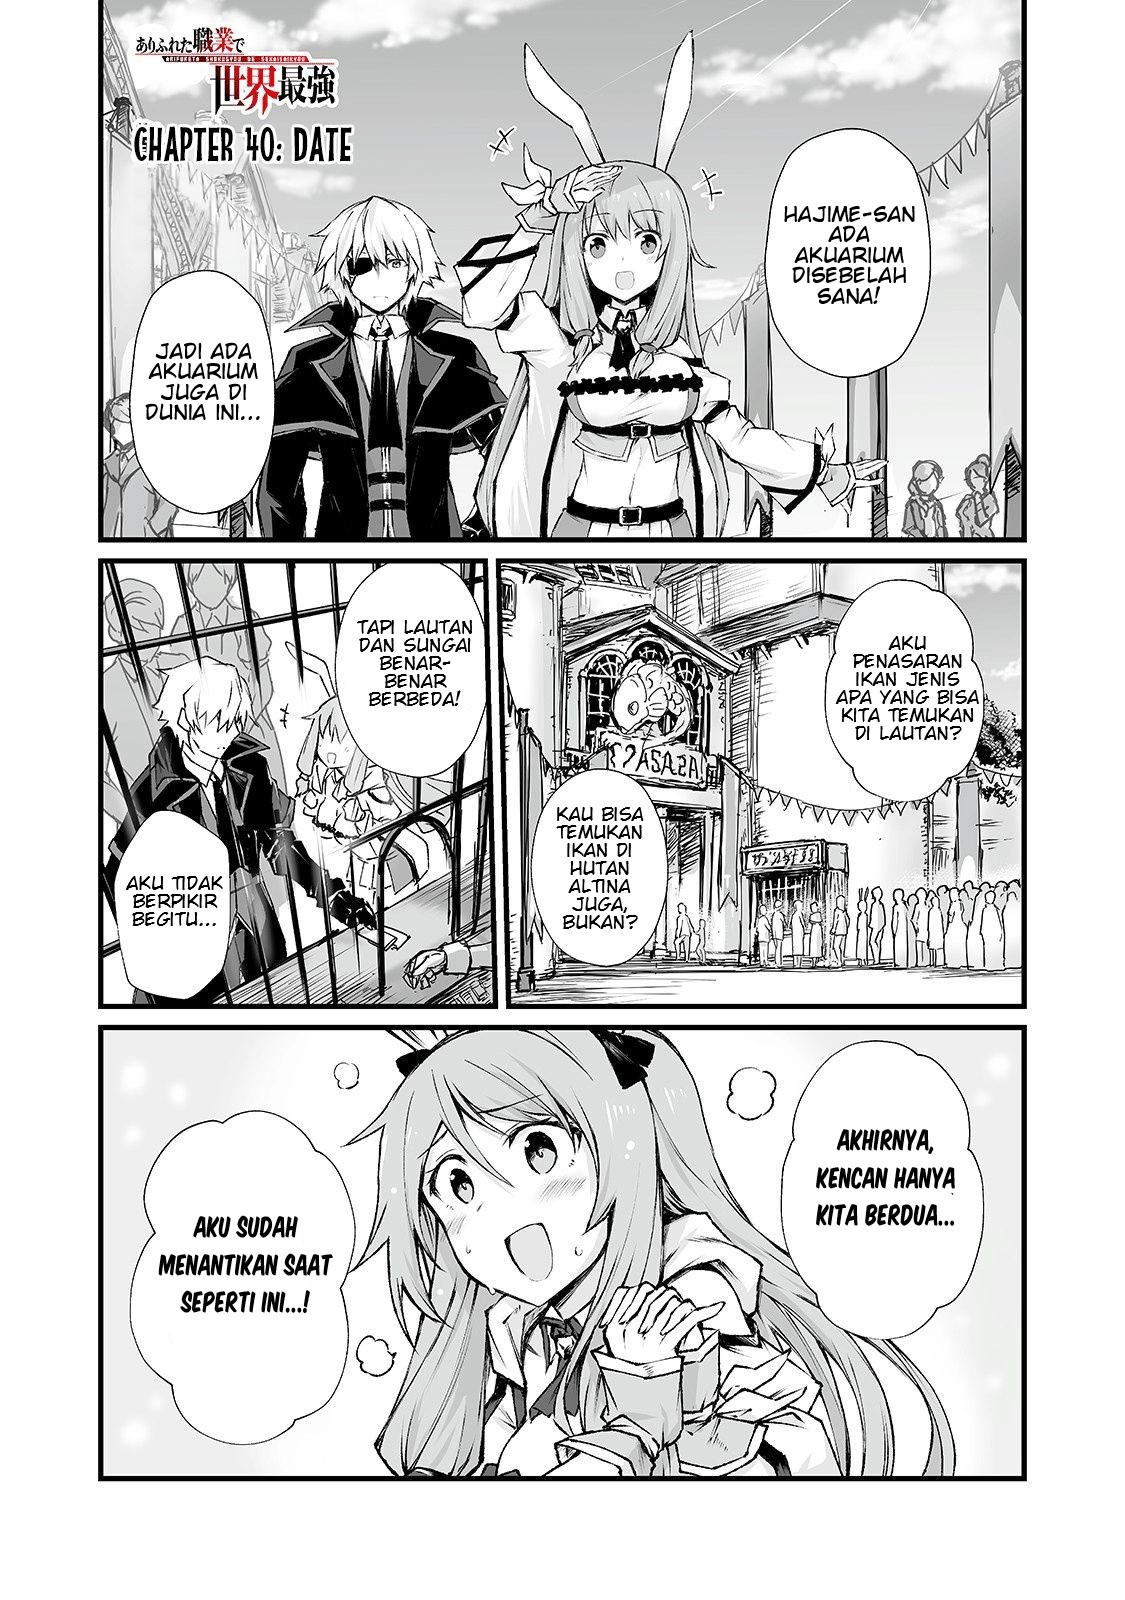 ありふれた職業で
ARIFURETA SHOKUGYOU DE SEKAISAIKYOU
世界最強
CHAPTER 40: DATE
HAJIME-SAN
ADA
AKUARIUM
DISEBELAH
SANA!
JADI ADA
AKUARIUM
JUGA DI
DUNIA INI...
AKU
PENASARAN
IKAN JENIS
APA YANG BISA
KITA TEMUKAN
DI LAUTAN?
KAU BISA
TEMUKAN
IKAN DI
HUTAN
ALTINA
JUGA,
BUKAN?
TAPI LAUTAN
DAN SUNGAI
BENAR-
BENAR
BERBEDA!
AKU TIDAK
BERPIKIR
BEGITU...
AKHIRNYA,
KENCAN HANYA
KITA BERDUA...
AKU SUDAH
MENANTIKAN SAAT
SEPERTI INI...!